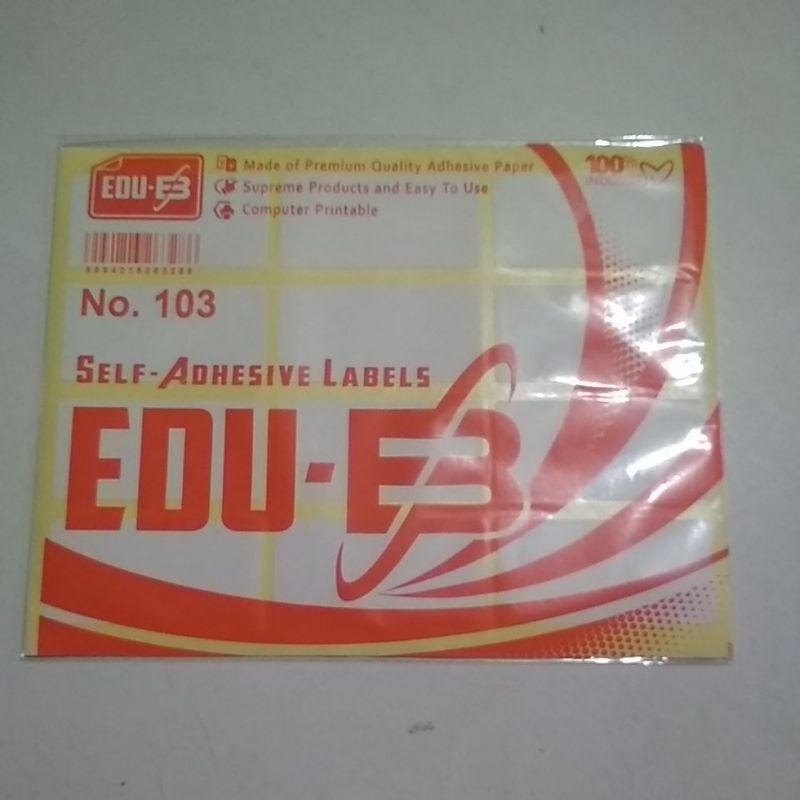 EDU-EB
Made of Premium Quality Adhesive Paper
Supreme Products and Easy To Use
Computer Printable
100%
No. 103
SELF-ADHESIVE LABELS
EDU-EB